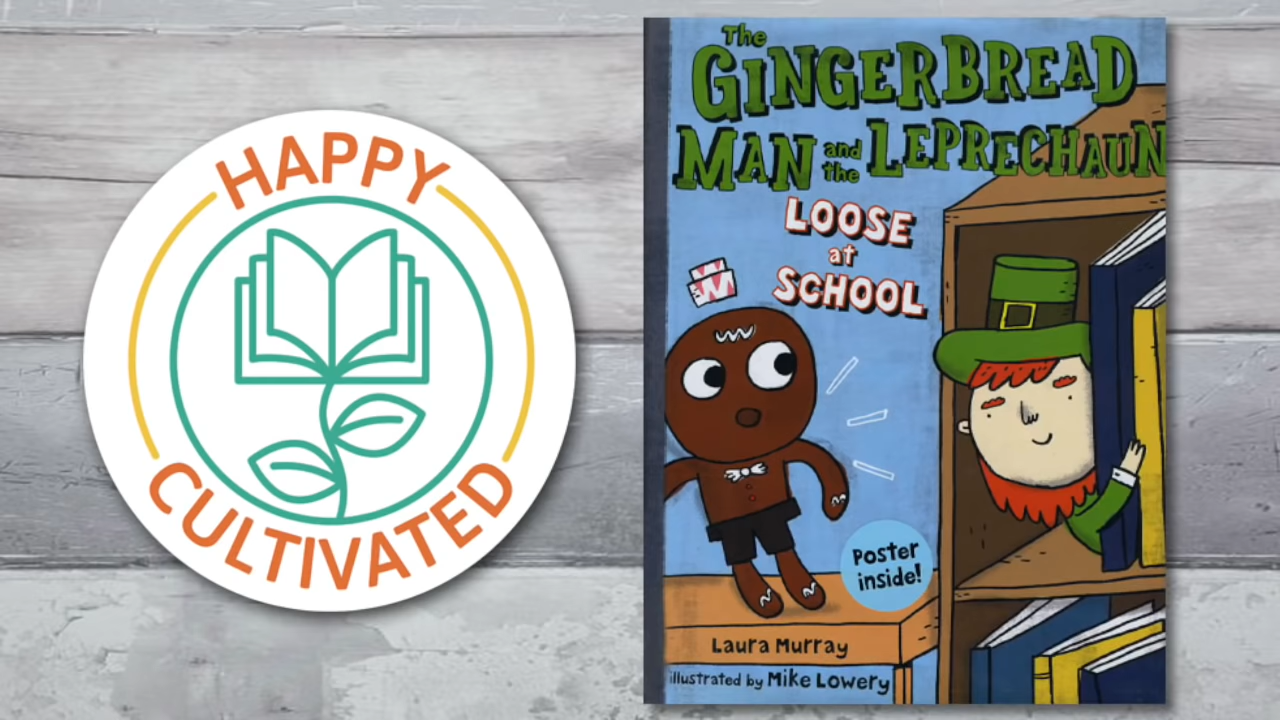 HAPPY
CULTIVATED
The
GINGERBREAD
MAN and the LEPRECHAUN
LOOSE
at
SCHOOL
Poster
inside!
Laura Murray
illustrated by Mike Lowery